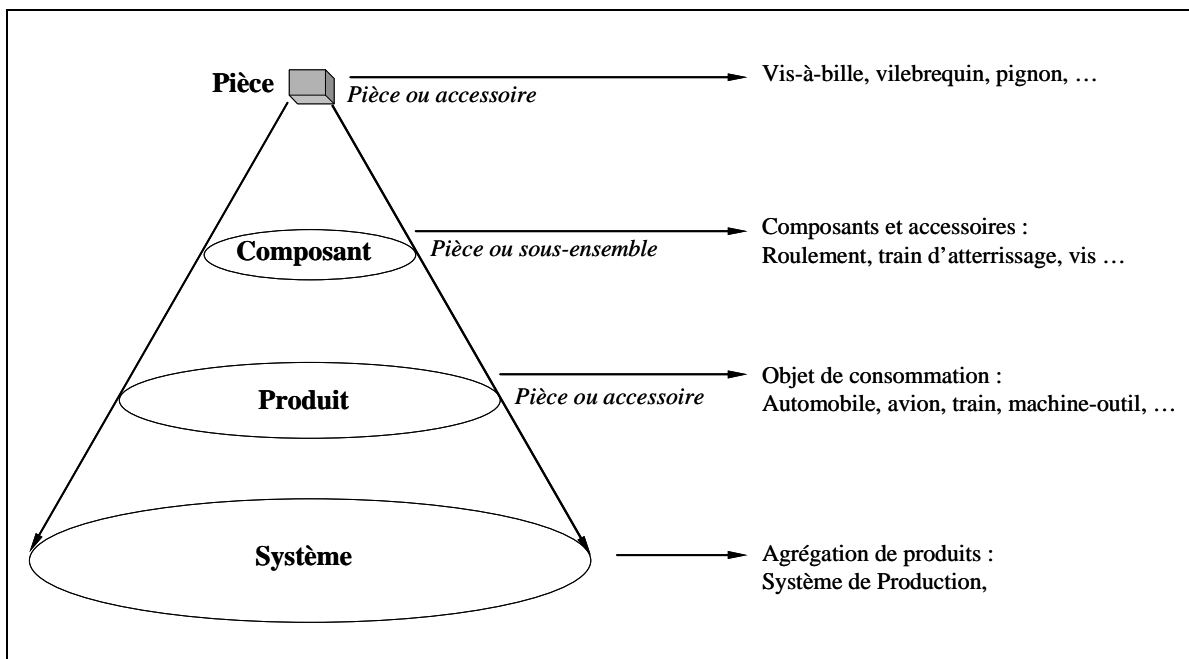 Pièce
Pièce ou accessoire
Vis-à-bille, vilebrequin, pignon, …
Composant
Pièce ou sous-ensemble
Composants et accessoires :
Roulement, train d’atterrissage, vis …
Produit
Pièce ou accessoire
Objet de consommation :
Automobile, avion, train, machine-outil, …
Système
Agrégation de produits :
Système de Production,